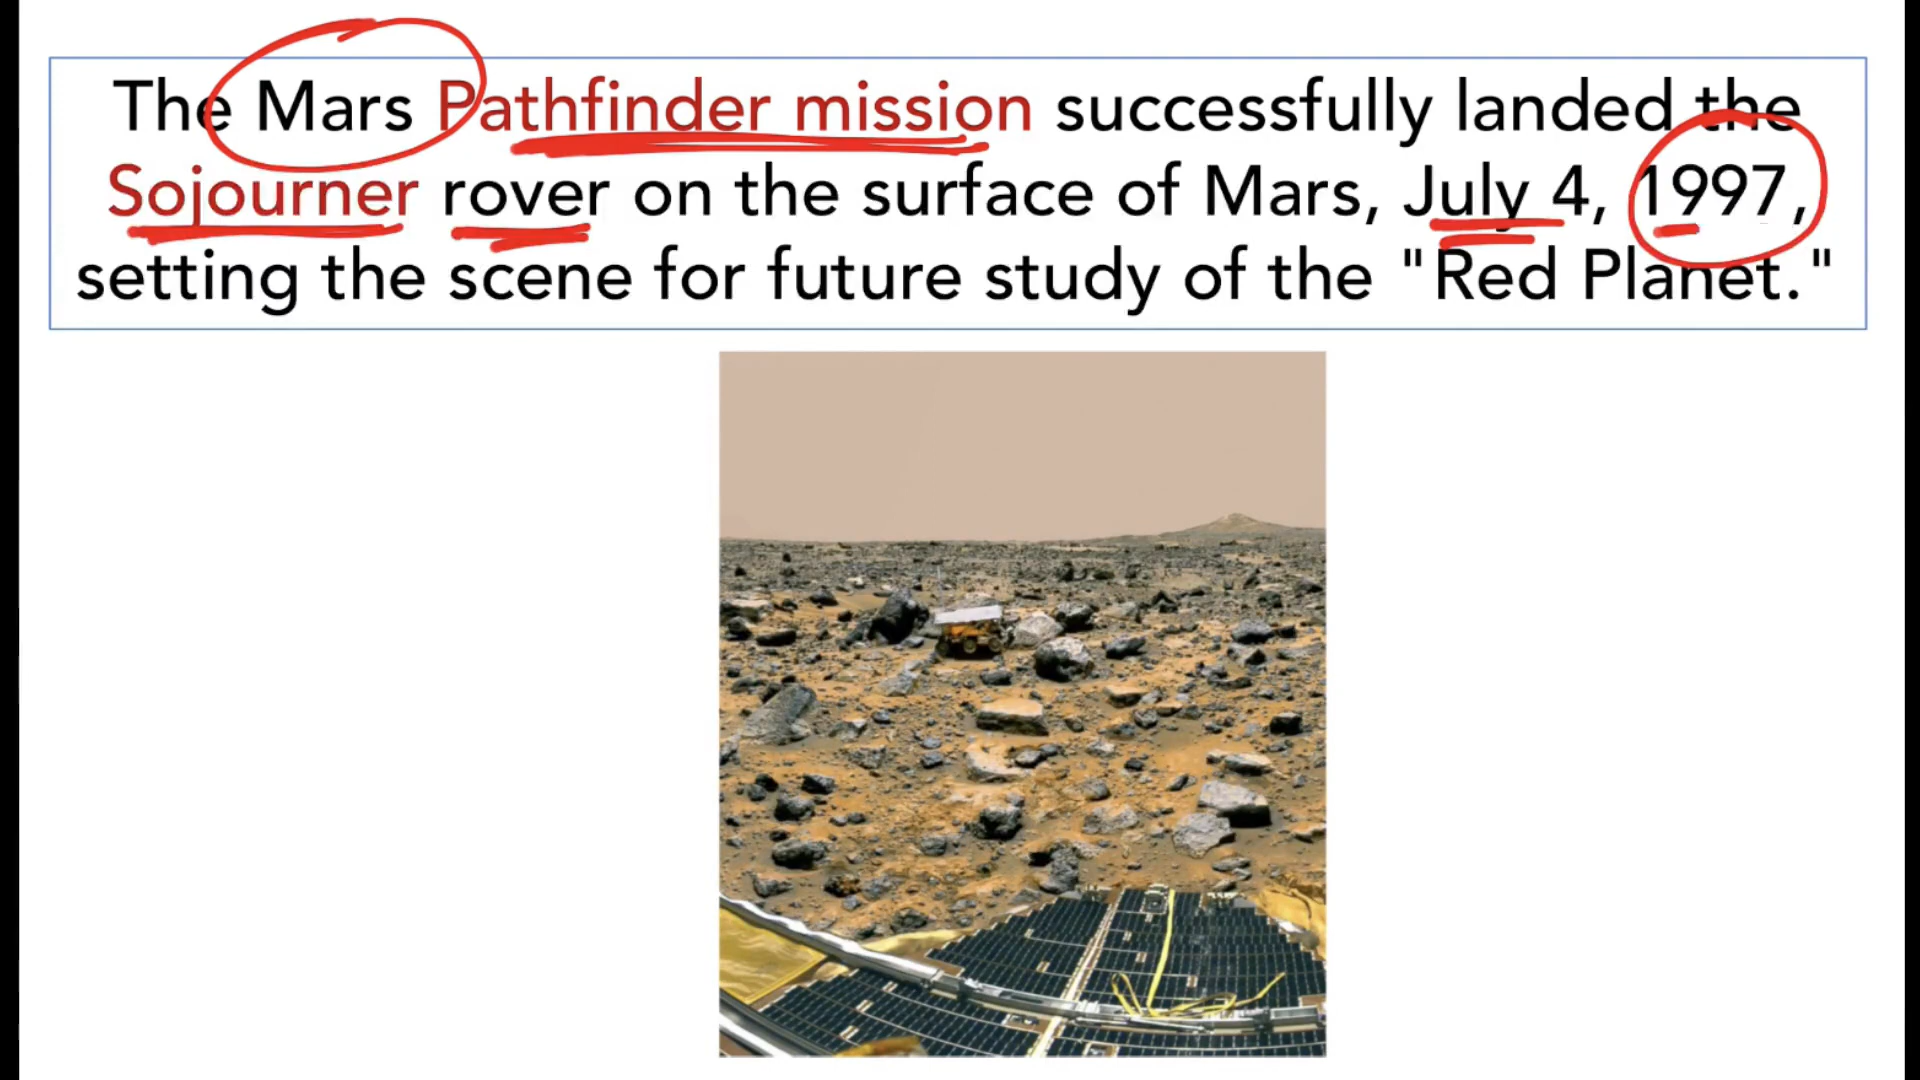 The Mars Pathfinder mission successfully landed the
Sojourner rover on the surface of Mars, July 4, 1997,
setting the scene for future study of the "Red Planet."